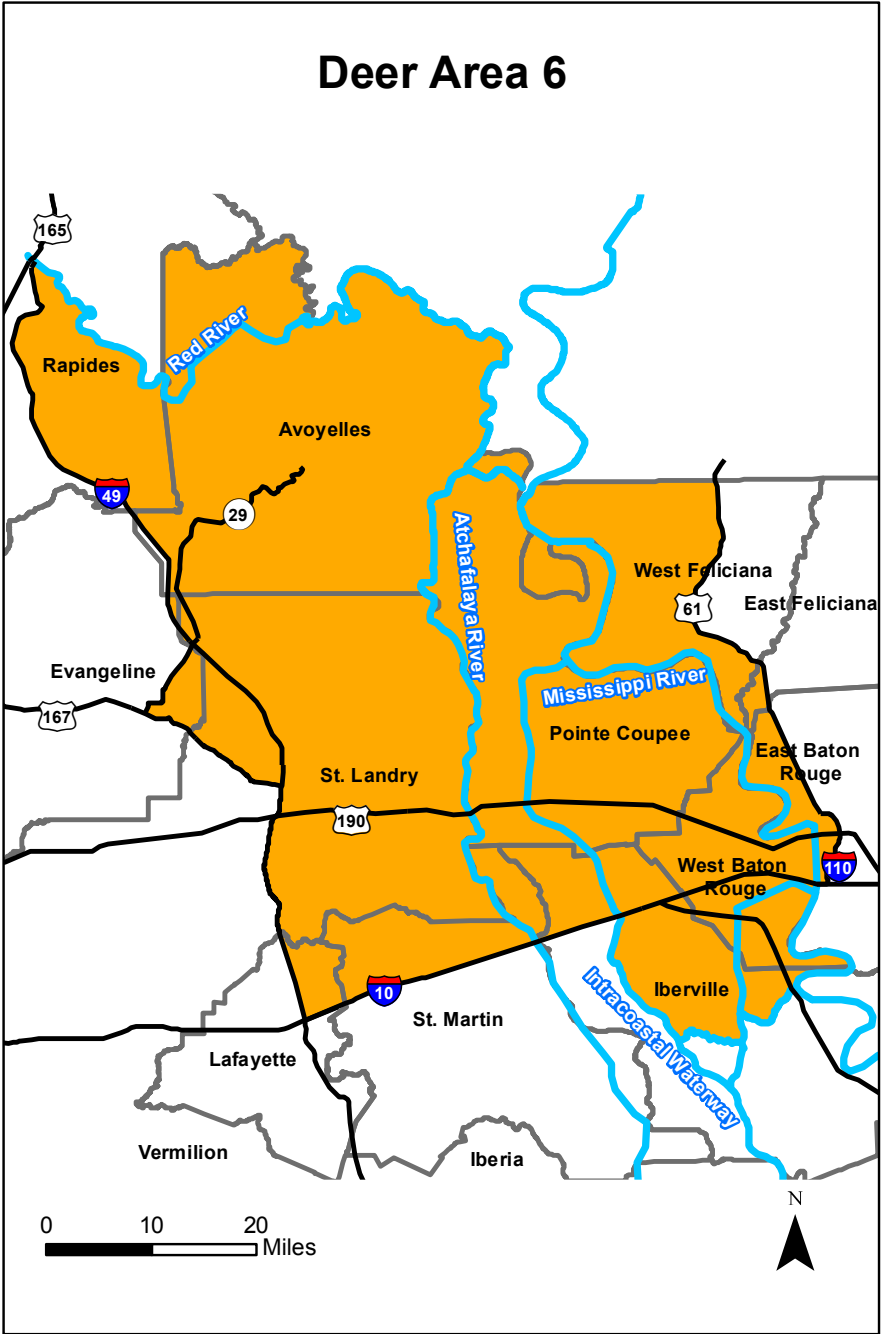 Deer Area 6
165
Red River
Rapides
Avoyelles
49
29
Atchafalaya River
West Feliciana
61
East Feliciana
Evangeline
Mississippi River
167
Pointe Coupee
East Baton
Rouge
St. Landry
190
West Baton
Rouge
110
10
Iberville
St. Martin
Intracoastal Waterway
Lafayette
Vermilion
Iberia
N
0 10 20
Miles